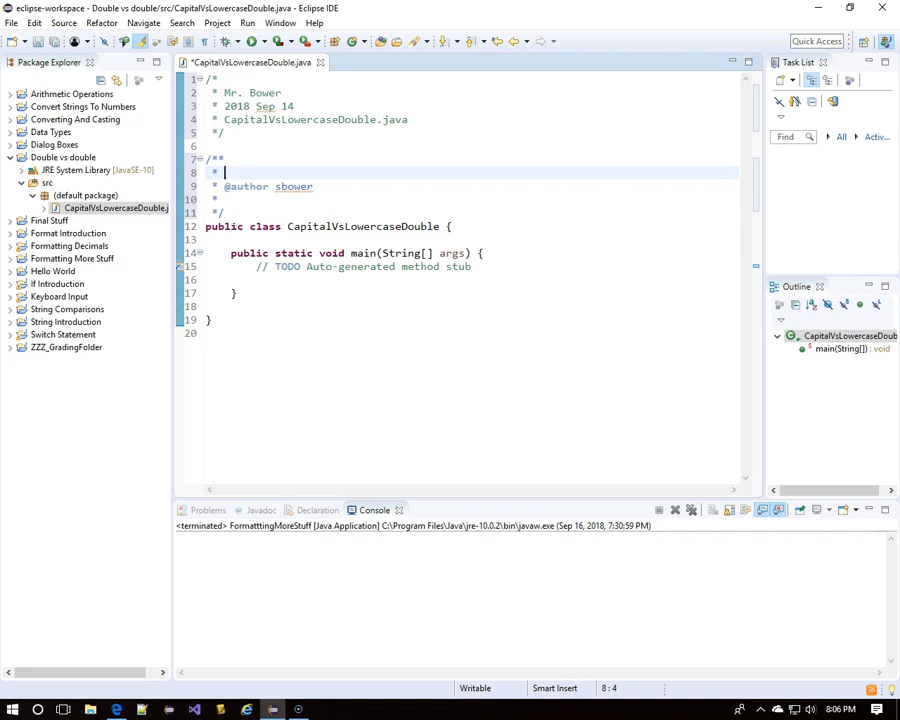 eclipse-workspace - Double vs double/src/CapitalVsLowercaseDouble.java - Eclipse IDE
File Edit Source Refactor Navigate Search Project Run Window Help
Quick Access
Package Explorer
*CapitalVsLowercaseDouble.java
Task List
Arithmetic Operations
Convert Strings To Numbers
Converting And Casting
Data Types
Dialog Boxes
Double vs double
JRE System Library [JavaSE-10]
src
(default package)
CapitalVsLowercaseDouble.j
Final Stuff
Format Introduction
Formatting Decimals
Formatting More Stuff
Hello World
If Introduction
Keyboard Input
String Comparisons
String Introduction
Switch Statement
ZZZ_GradingFolder
1 /*
2 * Mr. Bower
3 * 2018 Sep 14
4 * CapitalVsLowercaseDouble.java
5 */
6
7 /**
8 *
9 * @author sbower
10 *
11 */
12 public class CapitalVsLowercaseDouble {
13
14 public static void main(String[] args) {
15 // TODO Auto-generated method stub
16
17 }
18
19 }
20
Find All Activ...
Outline
CapitalVsLowercaseDoub
main(String[]) : void
Problems Javadoc Declaration Console
<terminated> FormatttingMoreStuff [Java Application] C:\Program Files\Java\jre-10.0.2\bin\javaw.exe (Sep 16, 2018, 7:30:59 PM)
Writable Smart Insert 8 : 4
8:06 PM